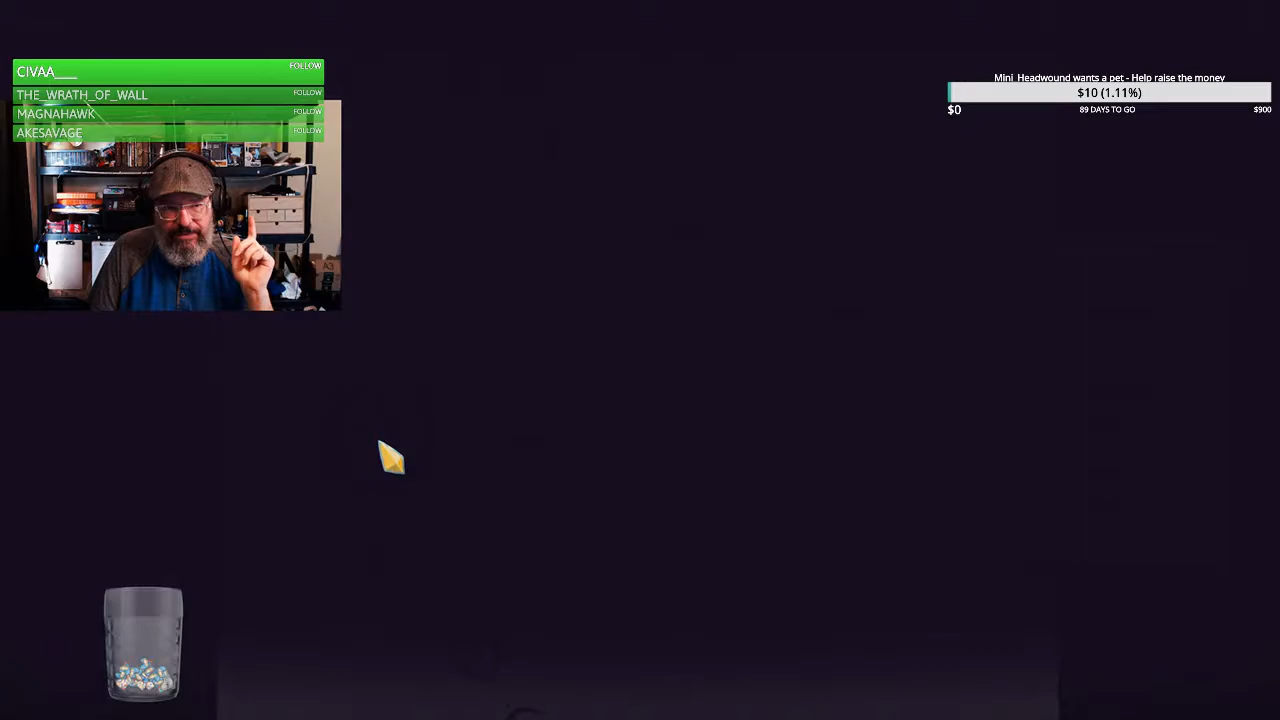 CIVAA___ FOLLOW
THE_WRATH_OF_WALL FOLLOW
MAGNAHAWK FOLLOW
AKESAVAGE FOLLOW
Mini_Headwound wants a pet - Help raise the money
$10 (1.11%)
$0 89 DAYS TO GO $900
A3